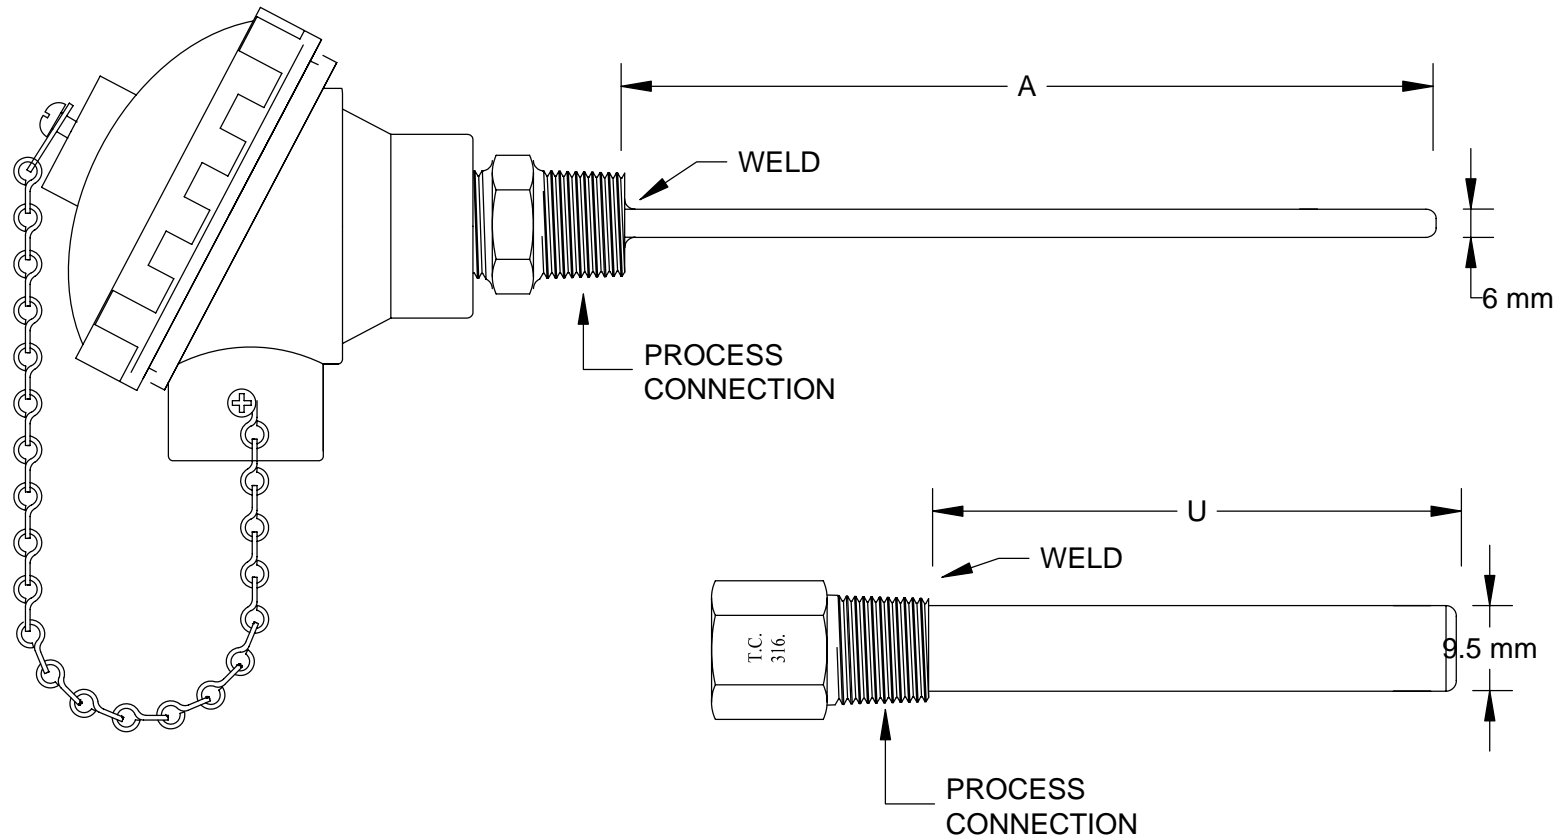 A
WELD
6 mm
PROCESS
CONNECTION
U
WELD
T.C.
316.
9.5 mm
PROCESS
CONNECTION